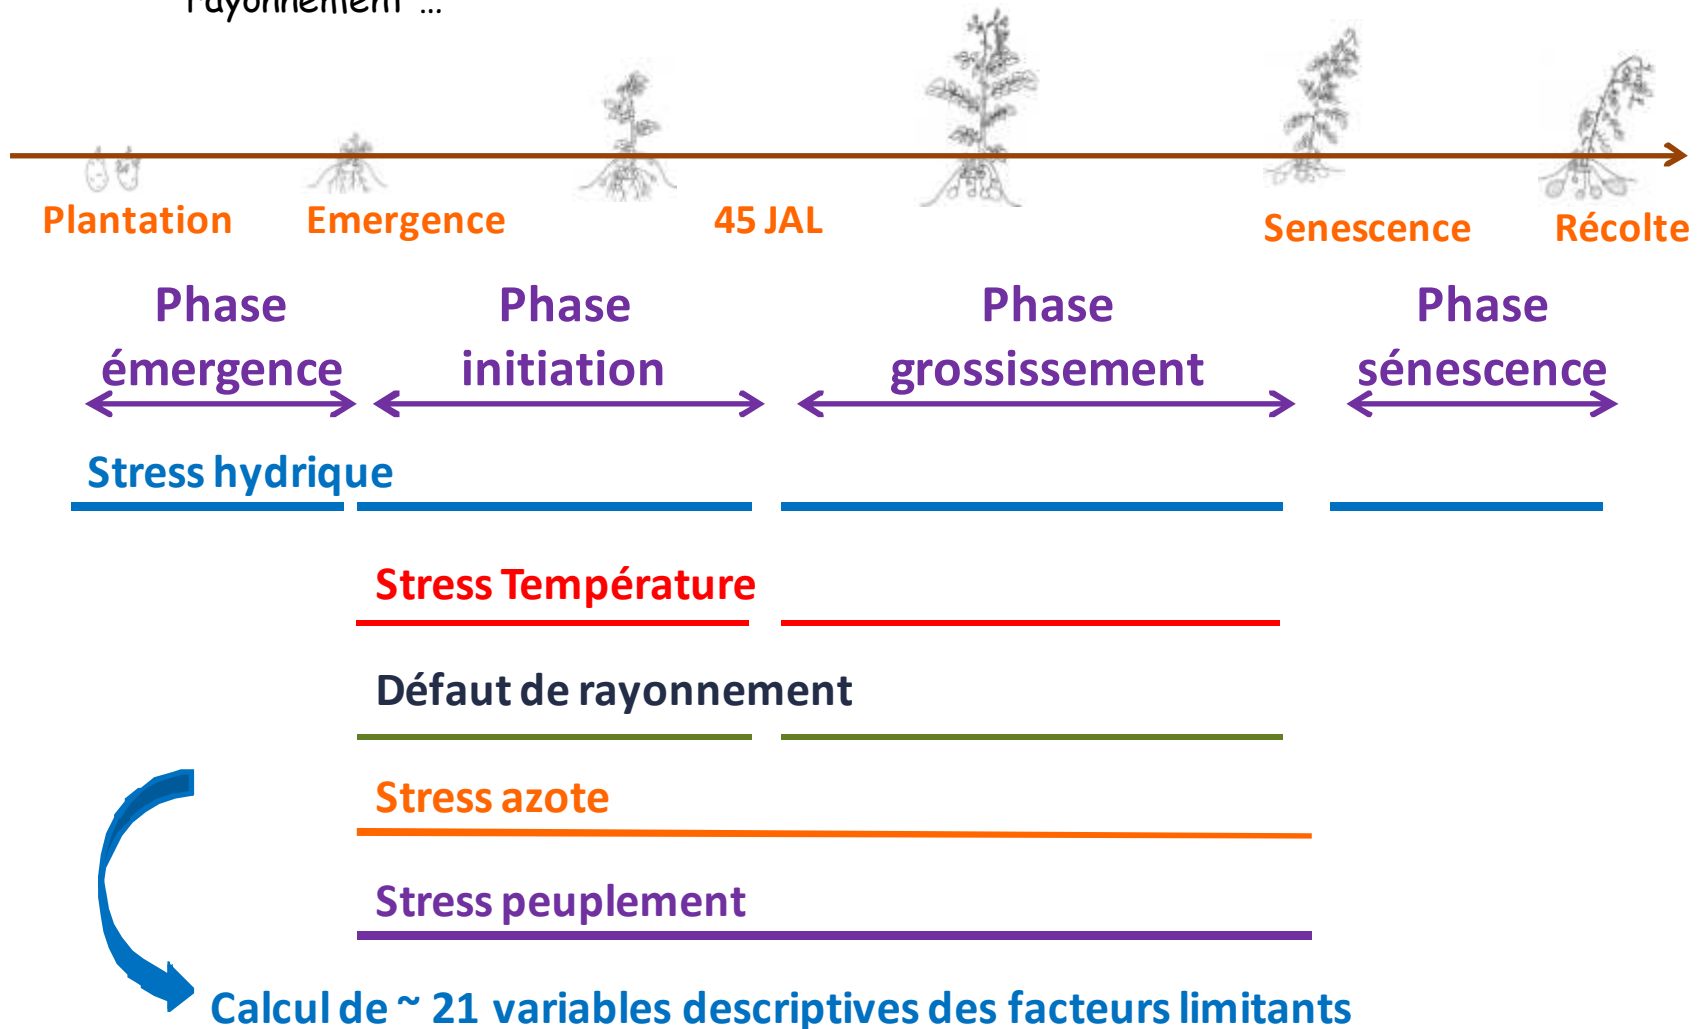 rayonnement ...
Plantation
Emergence
45 JAL
Senescence
Récolte
Phase
émergence
Phase
initiation
Phase
grossissement
Phase
sénescence
Stress hydrique
Stress Température
Défaut de rayonnement
Stress azote
Stress peuplement
Calcul de ~ 21 variables descriptives des facteurs limitants